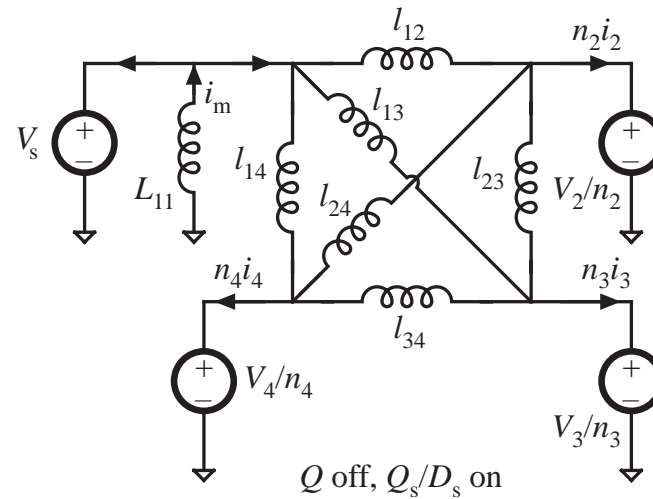 l₁₂
n₂i₂
iₘ
l₁₃
+
−
Vₛ
+
−
V₂/n₂
L₁₁
l₁₄
l₂₄
l₂₃
n₄i₄
n₃i₃
l₃₄
+
−
V₄/n₄
+
−
V₃/n₃
Q off, Qₛ/Dₛ on